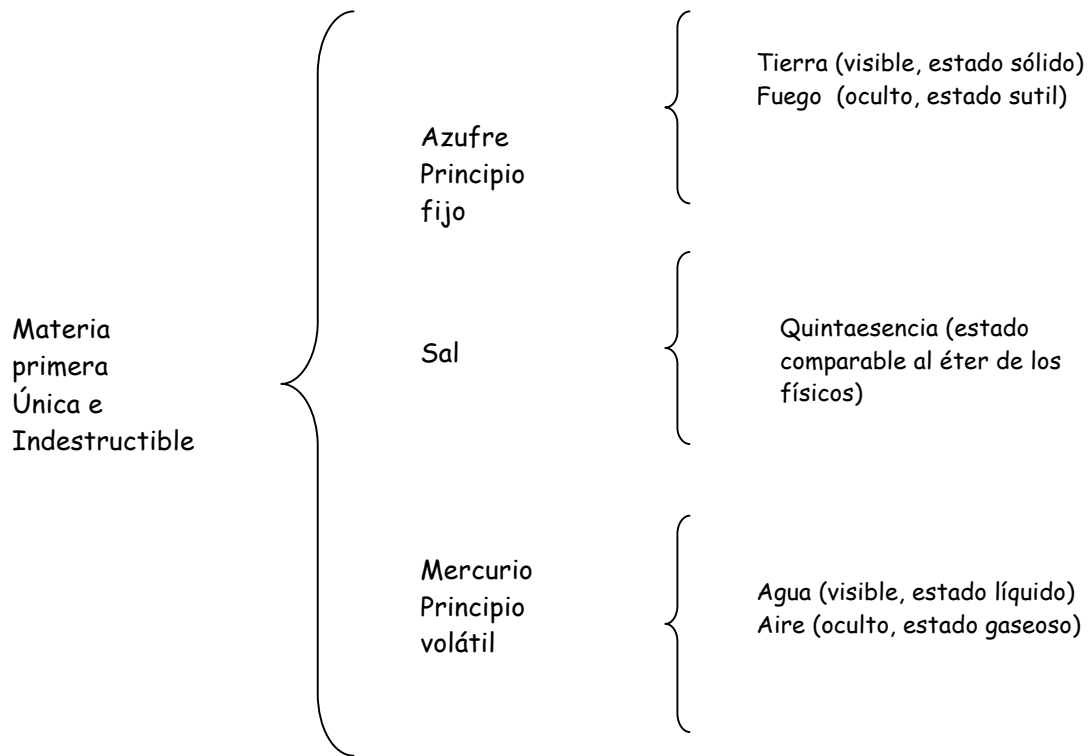 Materia
primera
Única e
Indestructible
Azufre
Principio
fijo
Tierra (visible, estado sólido)
Fuego (oculto, estado sutil)
Sal
Quintaesencia (estado
comparable al éter de los
físicos)
Mercurio
Principio
volátil
Agua (visible, estado líquido)
Aire (oculto, estado gaseoso)